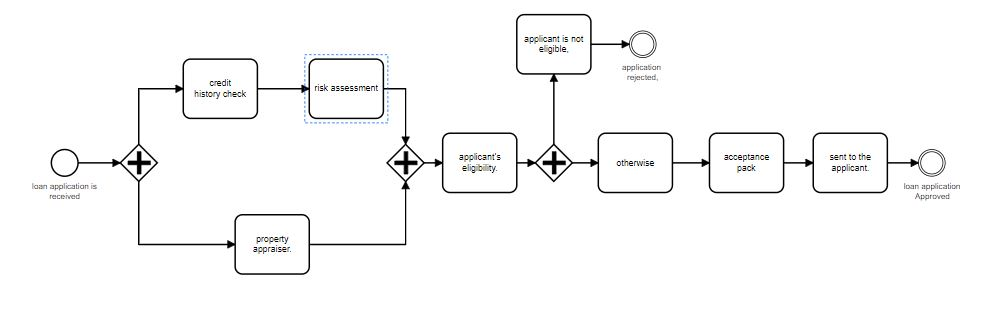 applicant is not
eligible,
application
rejected,
credit
history check
risk assessment
loan application is
received
applicant's
eligibility.
otherwise
acceptance
pack
sent to the
applicant.
loan application
Approved
property
appraiser.